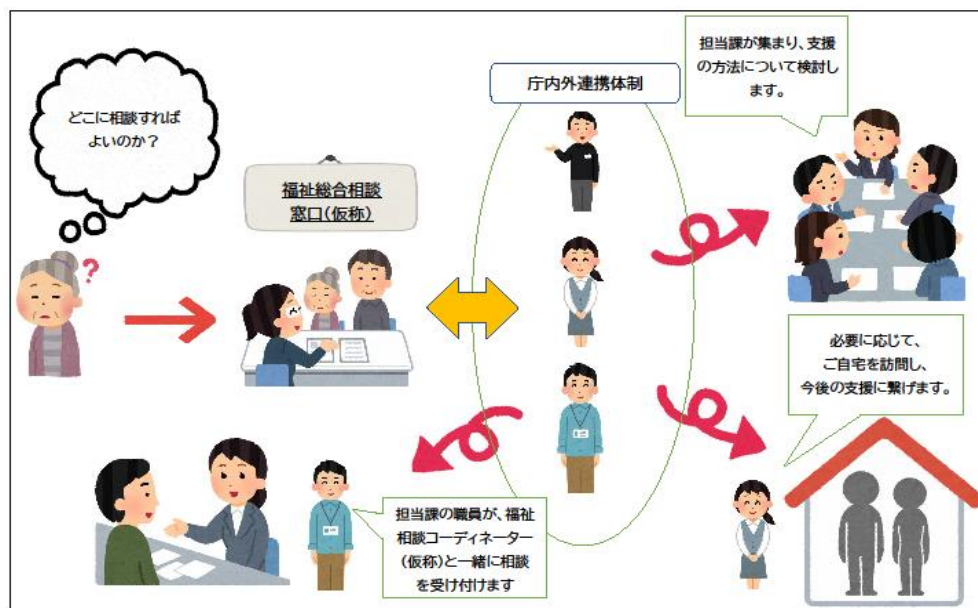 どこに相談すれば
よいのか？
?
福祉総合相談
窓口(仮称)
庁内外連携体制
担当課が集まり、支援
の方法について検討し
ます。
必要に応じて、
ご自宅を訪問し、
今後の支援に繋げます。
担当課の職員が、福祉
相談コーディネーター
(仮称)と一緒に相談
を受け付けます